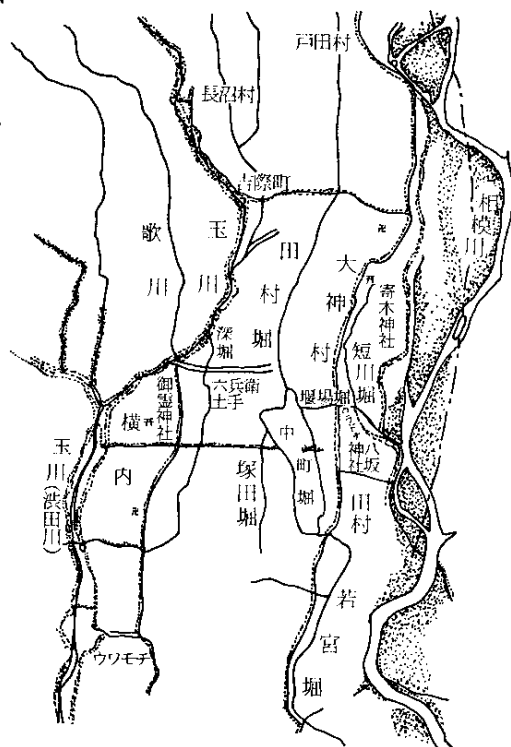 戸田村
長沼村
吉際町
相模川
歌川
玉川
田村堀
大神村
寄木神社
短川堀
深堀
六兵衛土手
御霊神社
堰場堀
横内
中町堀
八坂神社
塚田堀
田村
玉川(渋田川)
若宮堀
ウワモチ